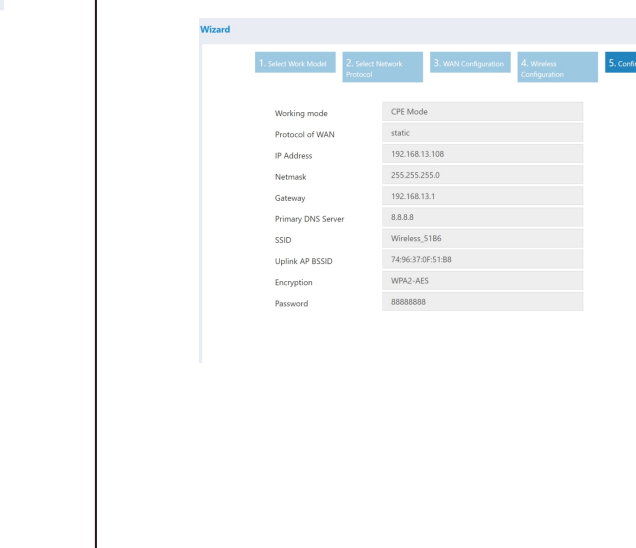 Wizard
1. Select Work Model
2. Select Network
Protocol
3. WAN Configuration
4. Wireless
Configuration
5. Confi
Working mode CPE Mode
Protocol of WAN static
IP Address 192.168.13.108
Netmask 255.255.255.0
Gateway 192.168.13.1
Primary DNS Server 8.8.8.8
SSID Wireless_51B6
Uplink AP BSSID 74:96:37:0F:51:B8
Encryption WPA2-AES
Password 88888888